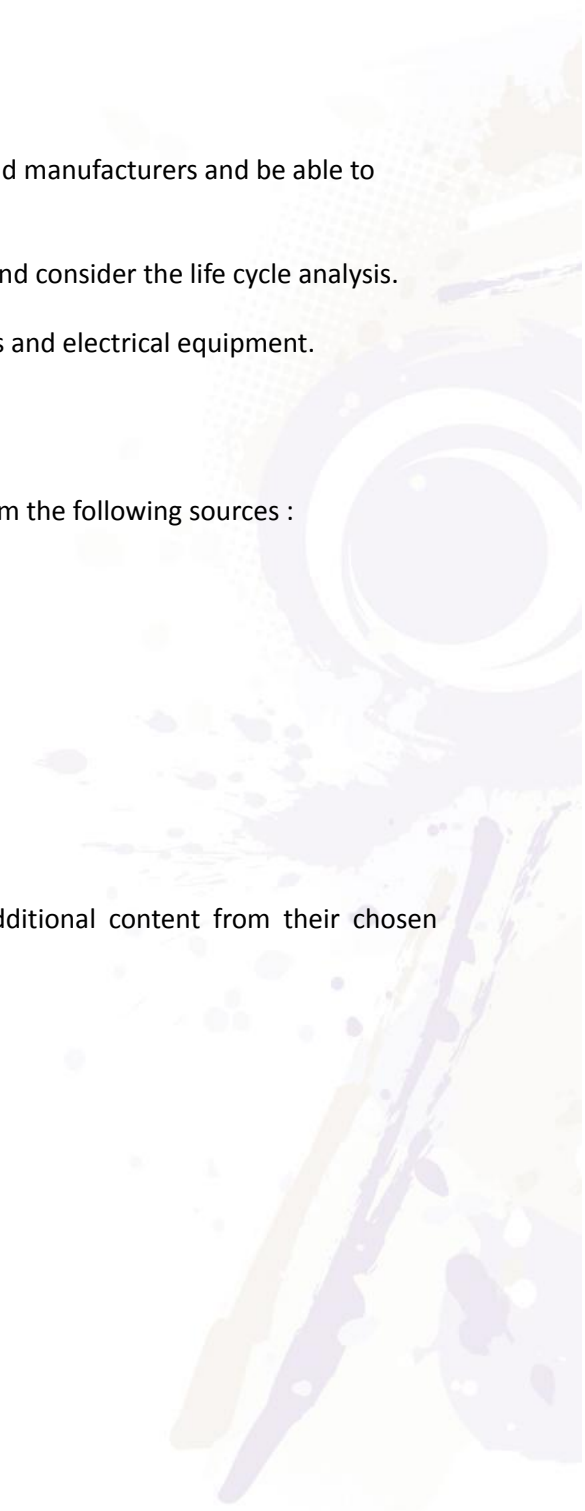 d manufacturers and be able to
nd consider the life cycle analysis.
s and electrical equipment.
m the following sources :
dditional content from their chosen